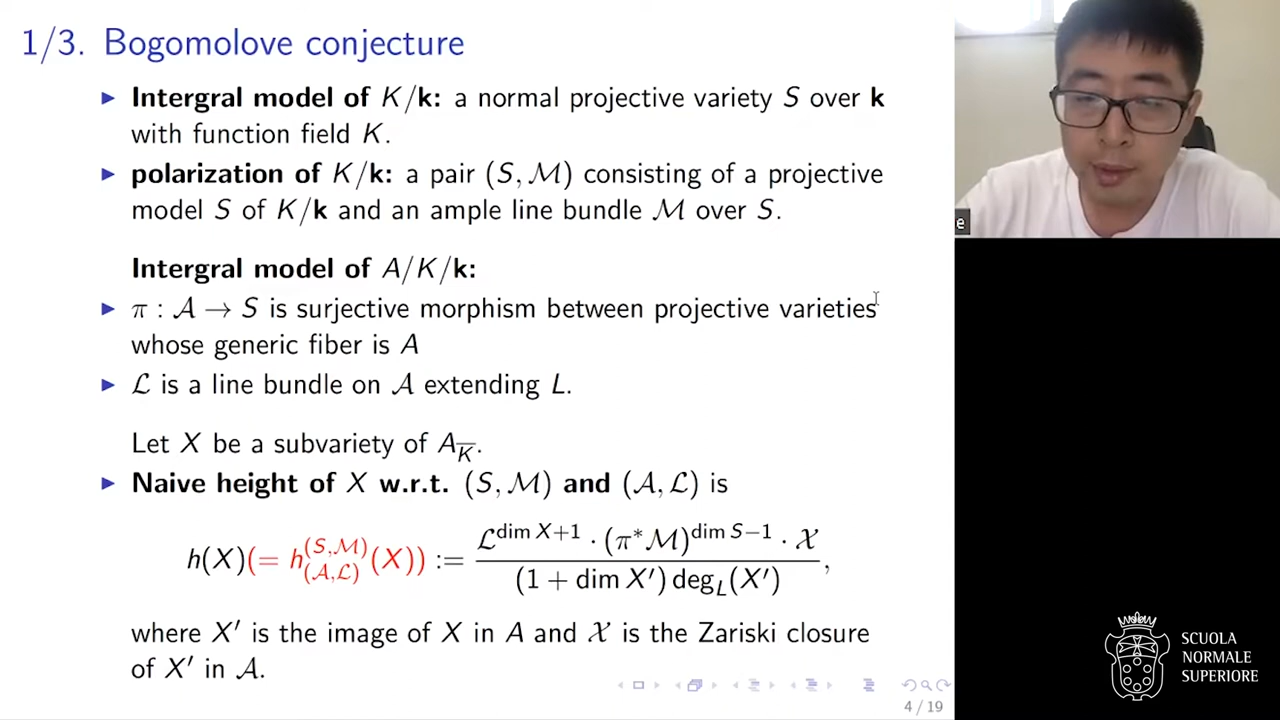 1/3. Bogomolove conjecture
▶ Intergral model of K/k: a normal projective variety S over k
with function field K.
▶ polarization of K/k: a pair (S, ℳ) consisting of a projective
model S of K/k and an ample line bundle ℳ over S.
Intergral model of A/K/k:
▶ π : 𝒜 → S is surjective morphism between projective varieties
whose generic fiber is A
▶ ℒ is a line bundle on 𝒜 extending L.
Let X be a subvariety of A_{\overline{K}}.
▶ Naive height of X w.r.t. (S, ℳ) and (𝒜, ℒ) is
h(X)(= h_{(𝒜,ℒ)}^{(S,ℳ)}(X)) := \frac{ℒ^{dim X+1} · (π*ℳ)^{dim S−1} · 𝒳}{(1 + dim X′) deg_L(X′)},
where X′ is the image of X in A and 𝒳 is the Zariski closure
of X′ in 𝒜.
4 / 19
e
SCUOLA
NORMALE
SUPERIORE